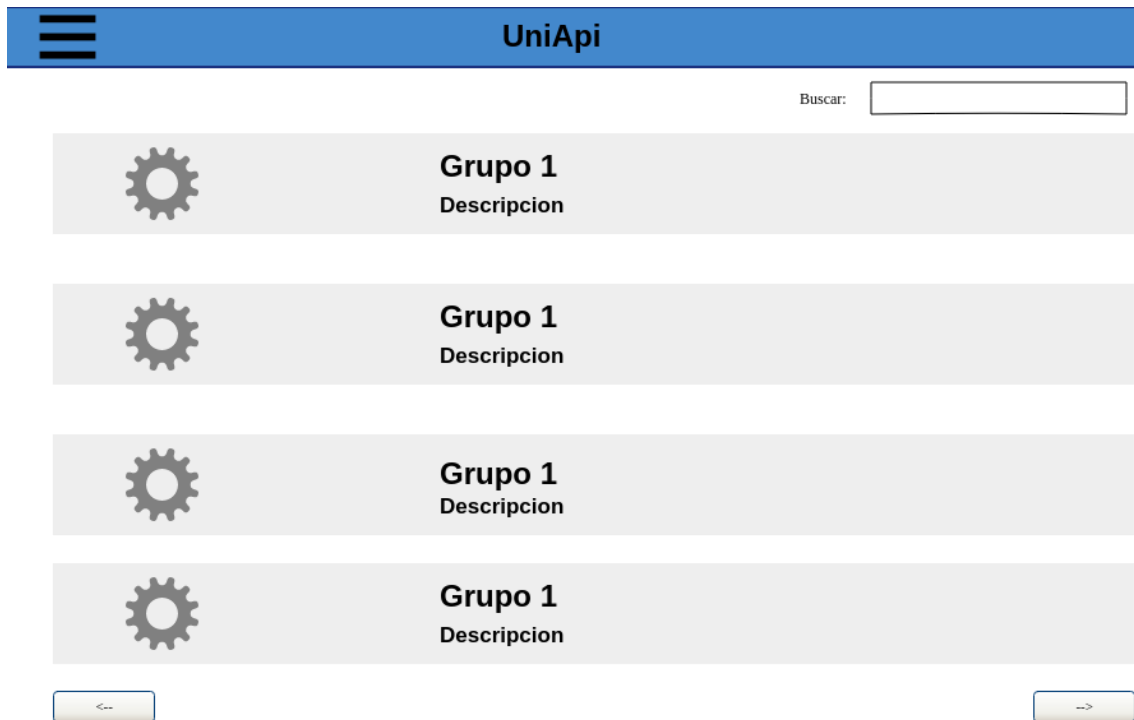 UniApi
Buscar:
Grupo 1
Descripcion
Grupo 1
Descripcion
Grupo 1
Descripcion
Grupo 1
Descripcion
<--
-->